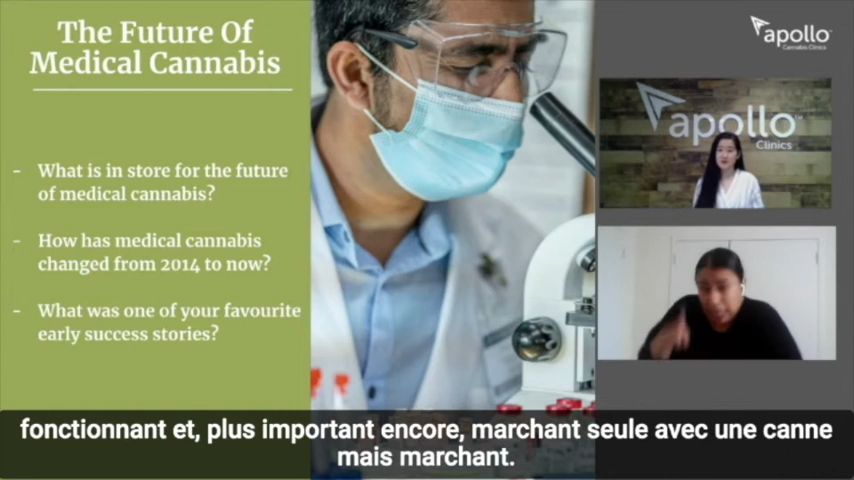 The Future Of
Medical Cannabis
- What is in store for the future
of medical cannabis?
- How has medical cannabis
changed from 2014 to now?
- What was one of your favourite
early success stories?
apollo
Cannabis Clinics
apollo
Clinics
fonctionnant et, plus important encore, marchant seule avec une canne
mais marchant.